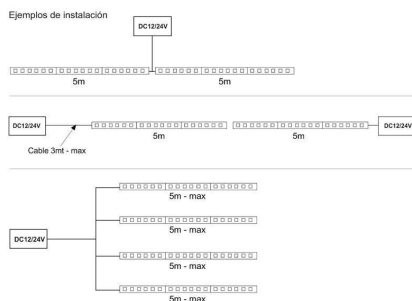 Ejemplos de instalación
DC12/24V
5m
5m
DC12/24V
DC12/24V
5m
5m
Cable 3mt - max
5m - max
5m - max
DC12/24V
5m - max
5m - max